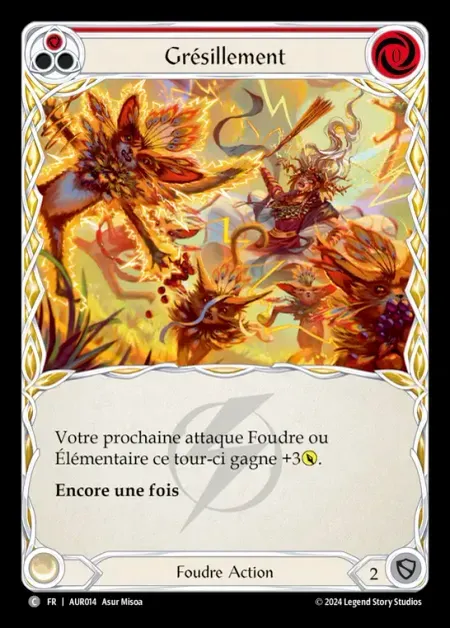 Grésillement
0
Votre prochaine attaque Foudre ou
Élémentaire ce tour-ci gagne +3.
Encore une fois
Foudre Action
2
C FR | AUR014 Asur Misoa
© 2024 Legend Story Studios